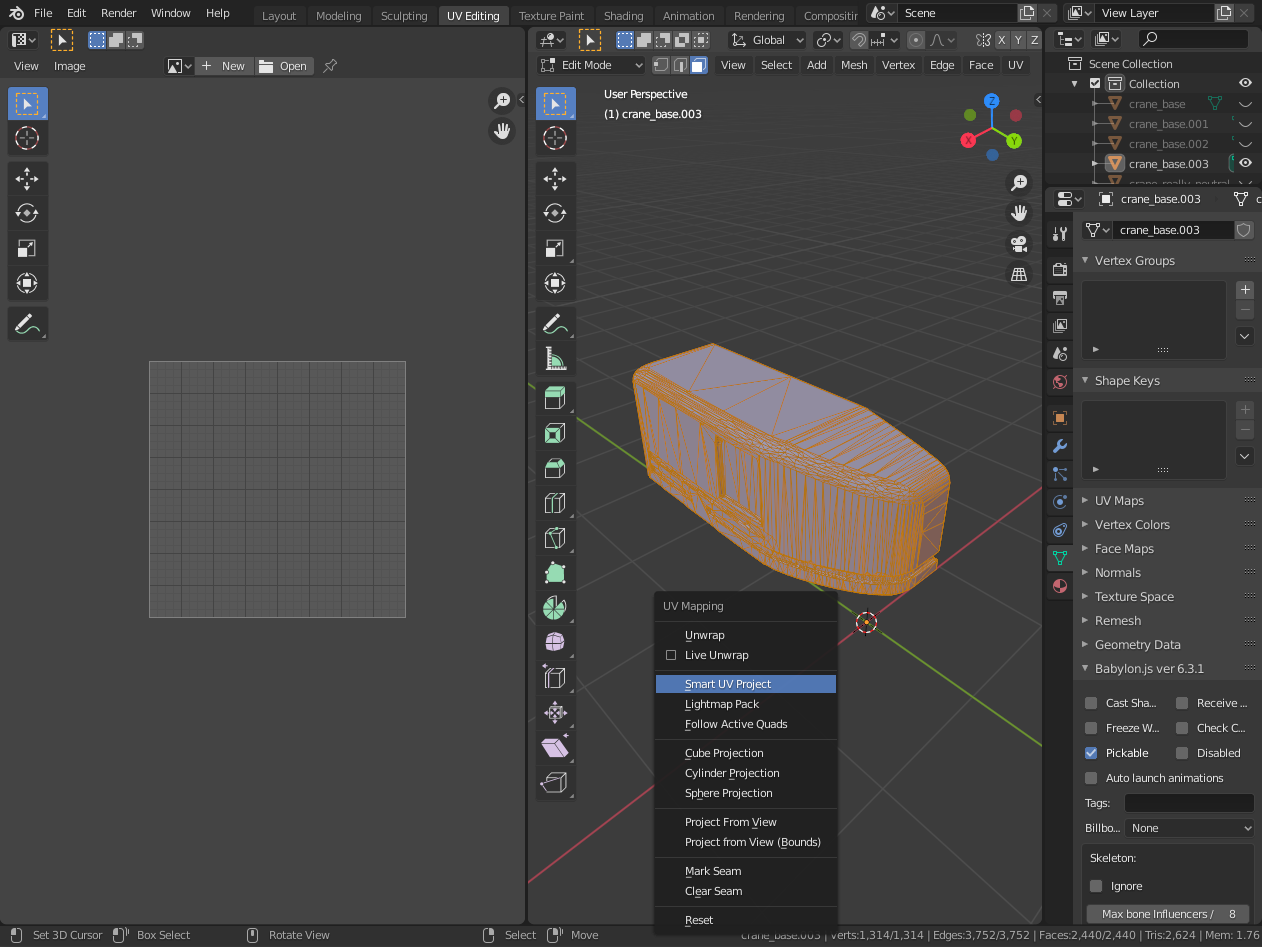 File Edit Render Window Help
Layout Modeling Sculpting UV Editing Texture Paint Shading Animation Rendering Compositin
Scene
View Layer
View Image
New
Open
Global
X Y Z
Edit Mode
View Select Add Mesh Vertex Edge Face UV
User Perspective
(1) crane_base.003
Z
X
Y
UV Mapping
Unwrap
Live Unwrap
Smart UV Project
Lightmap Pack
Follow Active Quads
Cube Projection
Cylinder Projection
Sphere Projection
Project From View
Project from View (Bounds)
Mark Seam
Clear Seam
Reset
Scene Collection
Collection
crane_base
crane_base.001
crane_base.002
crane_base.003
crane_really_neutral
crane_base.003
c
crane_base.003
Vertex Groups
Shape Keys
UV Maps
Vertex Colors
Face Maps
Normals
Texture Space
Remesh
Geometry Data
Babylon.js ver 6.3.1
Cast Sha... Receive ...
Freeze W... Check C...
Pickable Disabled
Auto launch animations
Tags:
Billbo... None
Skeleton:
Ignore
Max bone Influencers / 8
Set 3D Cursor Box Select Rotate View Select Move
crane_base.003 | Verts:1,314/1,314 | Edges:3,752/3,752 | Faces:2,440/2,440 | Tris:2,624 | Mem: 1.76